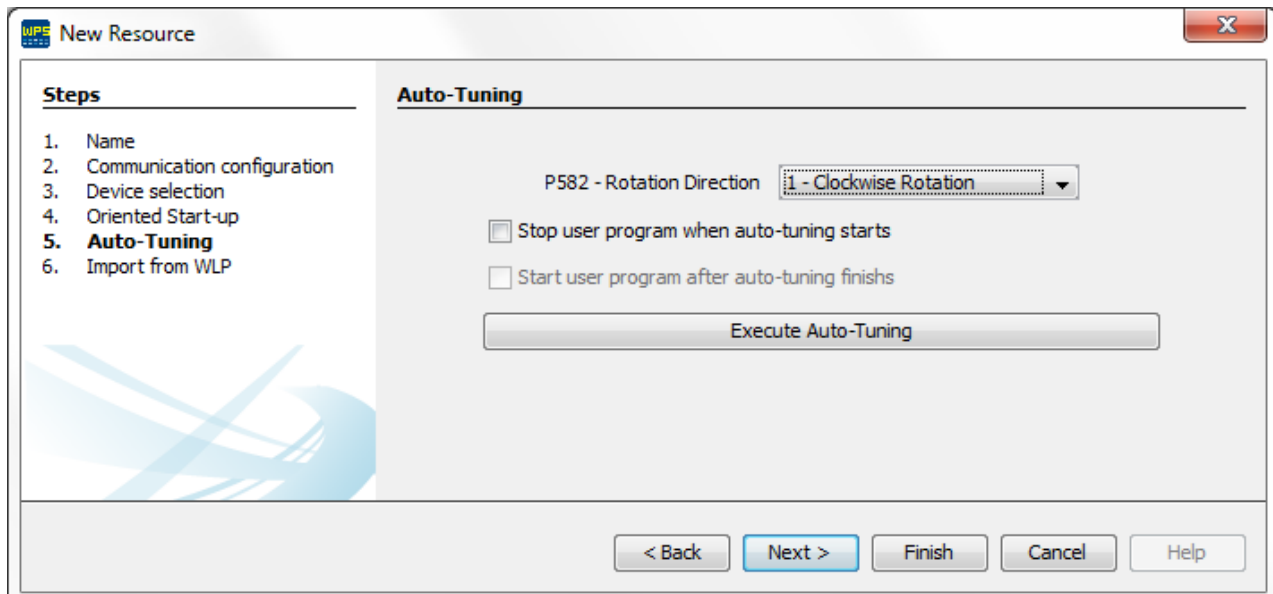 WPS New Resource
Steps
1. Name
2. Communication configuration
3. Device selection
4. Oriented Start-up
5. Auto-Tuning
6. Import from WLP
Auto-Tuning
P582 - Rotation Direction 1 - Clockwise Rotation
Stop user program when auto-tuning starts
Start user program after auto-tuning finishs
Execute Auto-Tuning
< Back Next > Finish Cancel Help